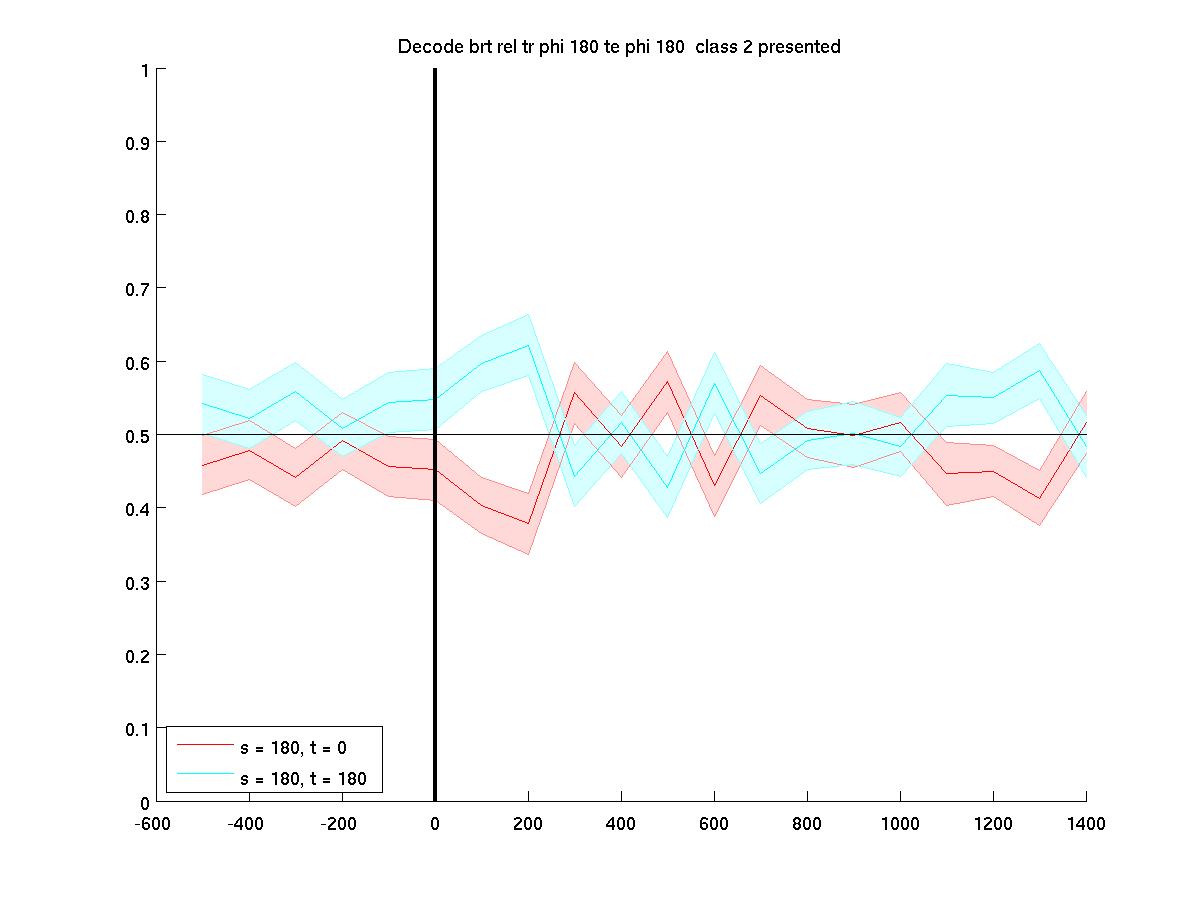 Decode brt rel tr phi 180 te phi 180  class 2 presented
1
0.9
0.8
0.7
0.6
0.5
0.4
0.3
0.2
0.1
0
s = 180, t = 0
s = 180, t = 180
-600 -400 -200 0 200 400 600 800 1000 1200 1400